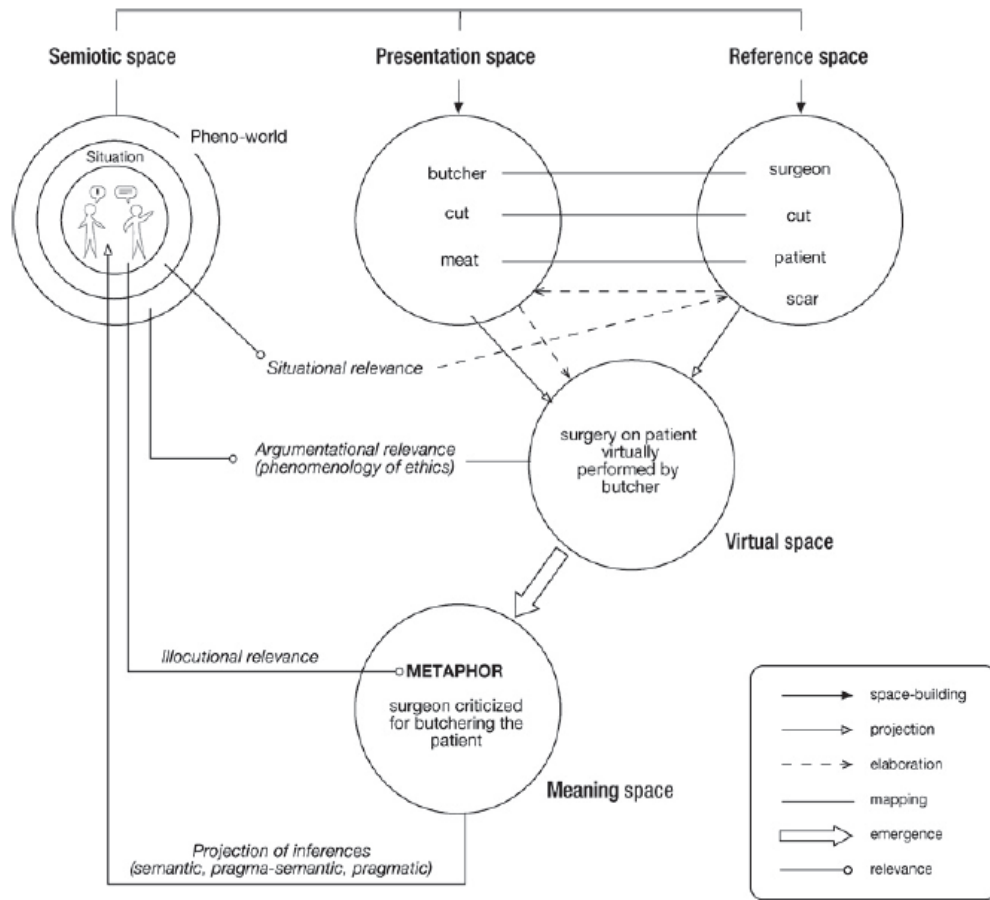 Semiotic space
Presentation space
Reference space
Pheno-world
Situation
butcher
surgeon
cut
cut
meat
patient
scar
Situational relevance
Argumentational relevance
(phenomenology of ethics)
surgery on patient
virtually
performed by
butcher
Virtual space
Illocutional relevance
METAPHOR
surgeon criticized
for butchering the
patient
Meaning space
Projection of inferences
(semantic, pragma-semantic, pragmatic)
space-building
projection
elaboration
mapping
emergence
relevance